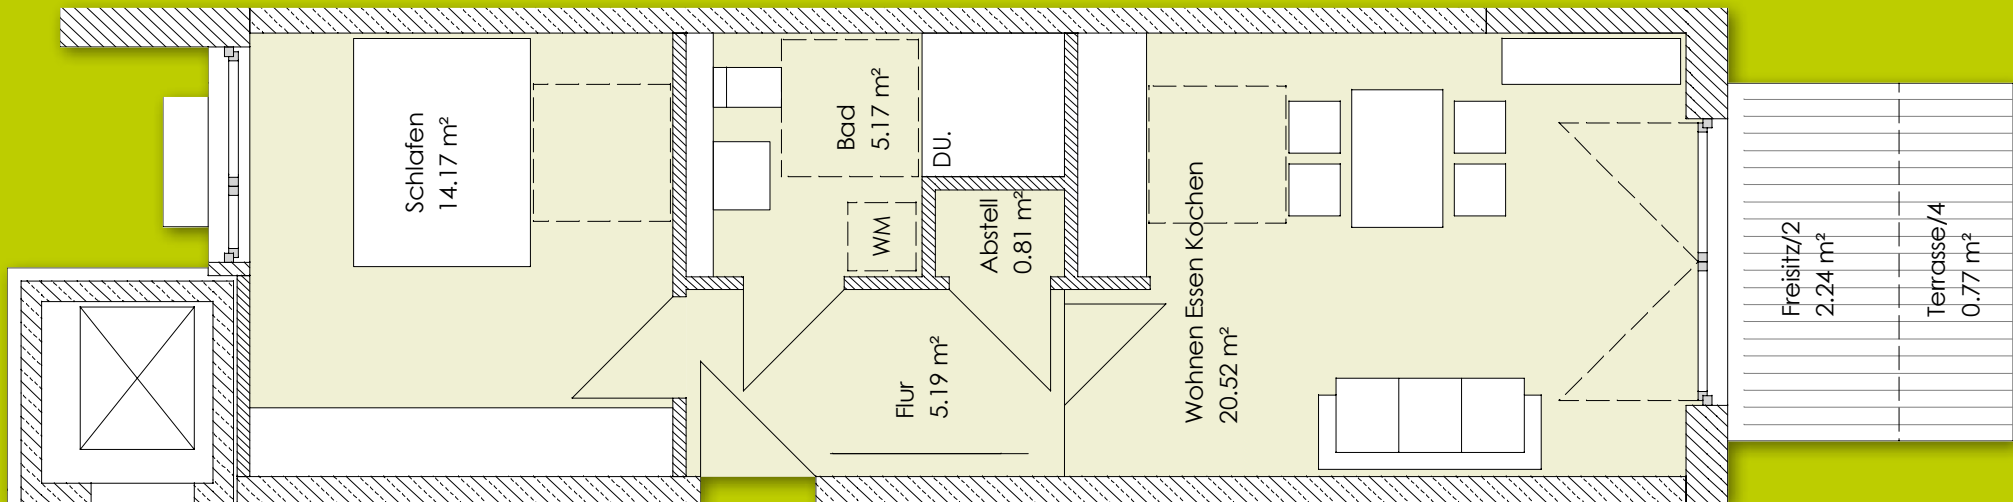 Schlafen
14.17 m²
Bad
5.17 m²
DU.
WM
Abstell
0.81 m²
Flur
5.19 m²
Wohnen Essen Kochen
20.52 m²
Freisitz/2
2.24 m²
Terrasse/4
0.77 m²